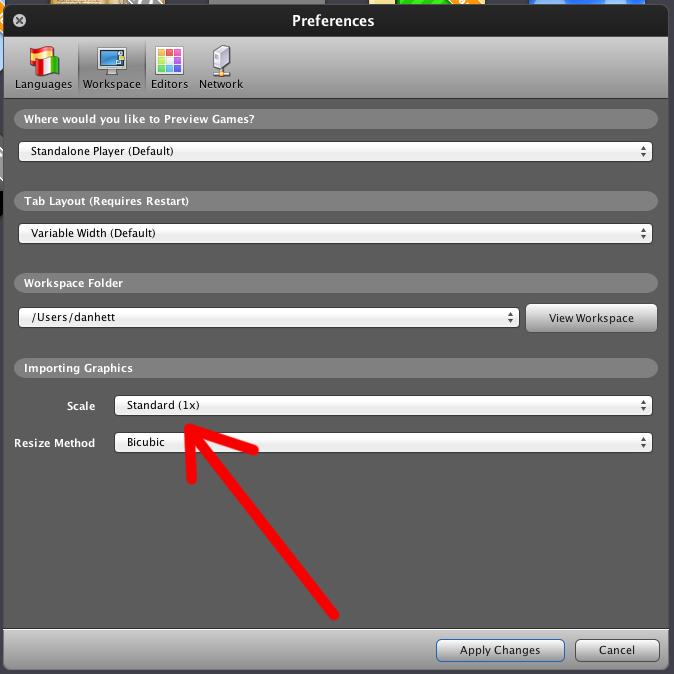 Preferences
Languages Workspace Editors Network
Where would you like to Preview Games?
Standalone Player (Default)
Tab Layout (Requires Restart)
Variable Width (Default)
Workspace Folder
/Users/danhett View Workspace
Importing Graphics
Scale Standard (1x)
Resize Method Bicubic
Apply Changes Cancel